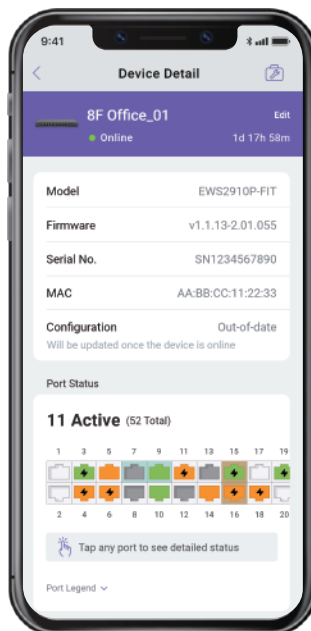 9:41
Device Detail
8F Office_01 Edit
Online 1d 17h 58m
Model EWS2910P-FIT
Firmware v1.1.13-2.01.055
Serial No. SN1234567890
MAC AA:BB:CC:11:22:33
Configuration Out-of-date
Will be updated once the device is online
Port Status
11 Active (52 Total)
1 3 5 7 9 11 13 15 17 19
2 4 6 8 10 12 14 16 18 20
Tap any port to see detailed status
Port Legend